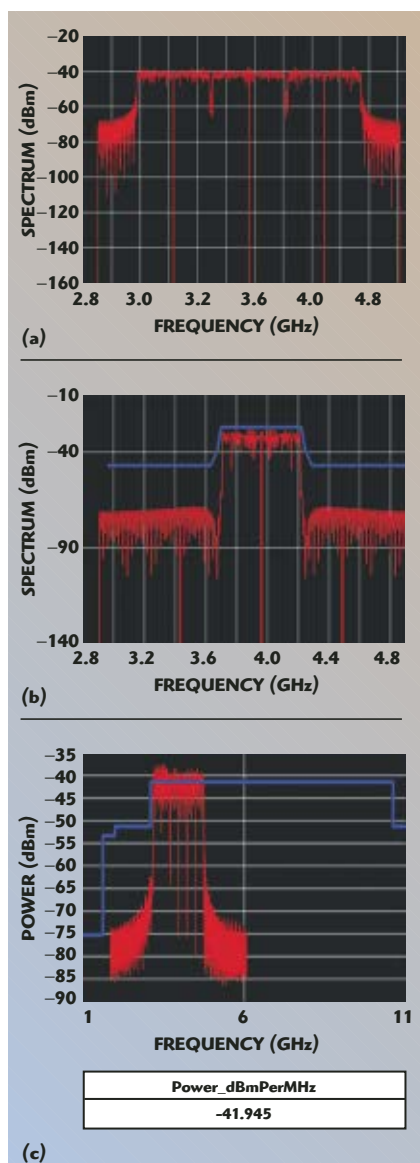 −20
−40
−60
−80
−100
−120
−140
−160
SPECTRUM (dBm)
2.8 3.0 3.2 3.6 4.0 4.8
FREQUENCY (GHz)
(a)
−10
−40
−90
−140
SPECTRUM (dBm)
2.8 3.2 3.6 4.0 4.4 4.8
FREQUENCY (GHz)
(b)
−35
−40
−45
−50
−55
−60
−65
−70
−75
−80
−85
−90
POWER (dBm)
1 6 11
FREQUENCY (GHz)
Power_dBmPerMHz
-41.945
(c)